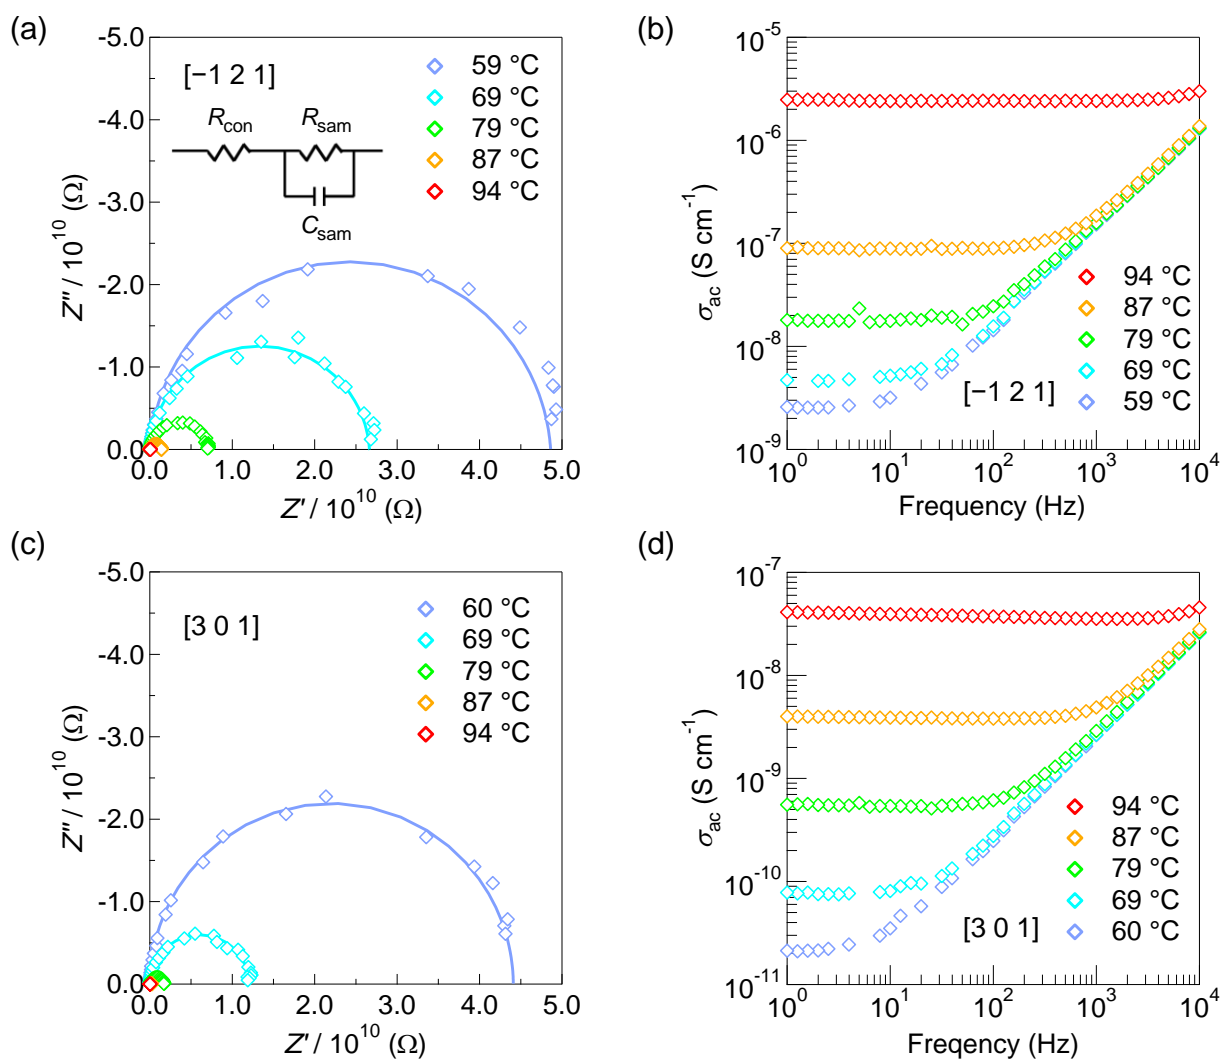 (a)
-5.0
-4.0
-3.0
-2.0
-1.0
0.0
Z'' / 10^10 (Ω)
[−1 2 1]
R_con
R_sam
C_sam
59 °C
69 °C
79 °C
87 °C
94 °C
0.0 1.0 2.0 3.0 4.0 5.0
Z' / 10^10 (Ω)
(b)
10^-5
10^-6
10^-7
10^-8
10^-9
σ_ac (S cm^-1)
94 °C
87 °C
79 °C
69 °C
59 °C
[−1 2 1]
10^0 10^1 10^2 10^3 10^4
Frequency (Hz)
(c)
-5.0
-4.0
-3.0
-2.0
-1.0
0.0
Z'' / 10^10 (Ω)
[3 0 1]
60 °C
69 °C
79 °C
87 °C
94 °C
0.0 1.0 2.0 3.0 4.0 5.0
Z' / 10^10 (Ω)
(d)
10^-7
10^-8
10^-9
10^-10
10^-11
σ_ac (S cm^-1)
94 °C
87 °C
79 °C
69 °C
60 °C
[3 0 1]
10^0 10^1 10^2 10^3 10^4
Freqency (Hz)